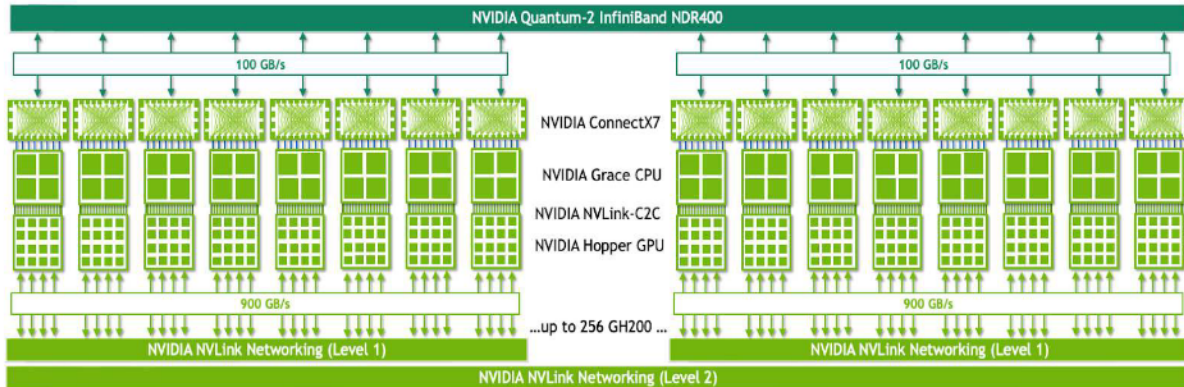 NVIDIA Quantum-2 InfiniBand NDR400
100 GB/s
100 GB/s
NVIDIA ConnectX7
NVIDIA Grace CPU
NVIDIA NVLink-C2C
NVIDIA Hopper GPU
900 GB/s
900 GB/s
...up to 256 GH200 ...
NVIDIA NVLink Networking (Level 1)
NVIDIA NVLink Networking (Level 1)
NVIDIA NVLink Networking (Level 2)